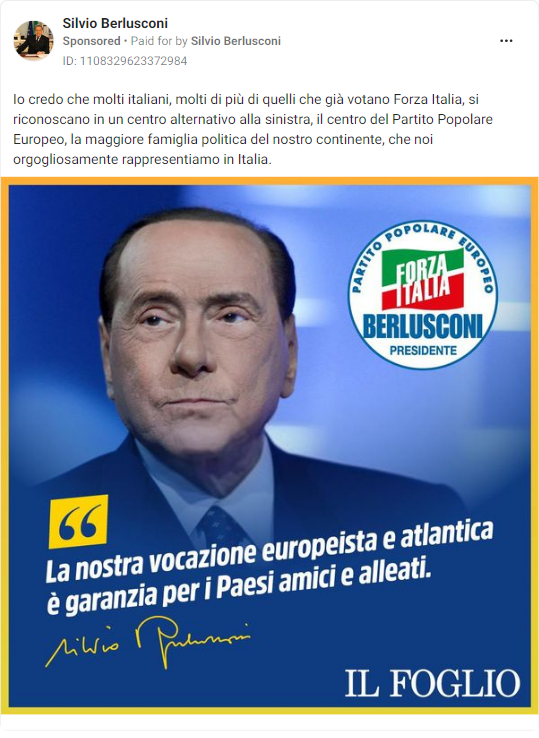 Silvio Berlusconi
Sponsored • Paid for by Silvio Berlusconi
ID: 1108329623372984
Io credo che molti italiani, molti di più di quelli che già votano Forza Italia, si
riconoscano in un centro alternativo alla sinistra, il centro del Partito Popolare
Europeo, la maggiore famiglia politica del nostro continente, che noi
orgogliosamente rappresentiamo in Italia.
PARTITO POPOLARE EUROPEO
FORZA
ITALIA
BERLUSCONI
PRESIDENTE
“
La nostra vocazione europeista e atlantica
è garanzia per i Paesi amici e alleati.
Silvio Berlusconi
IL FOGLIO